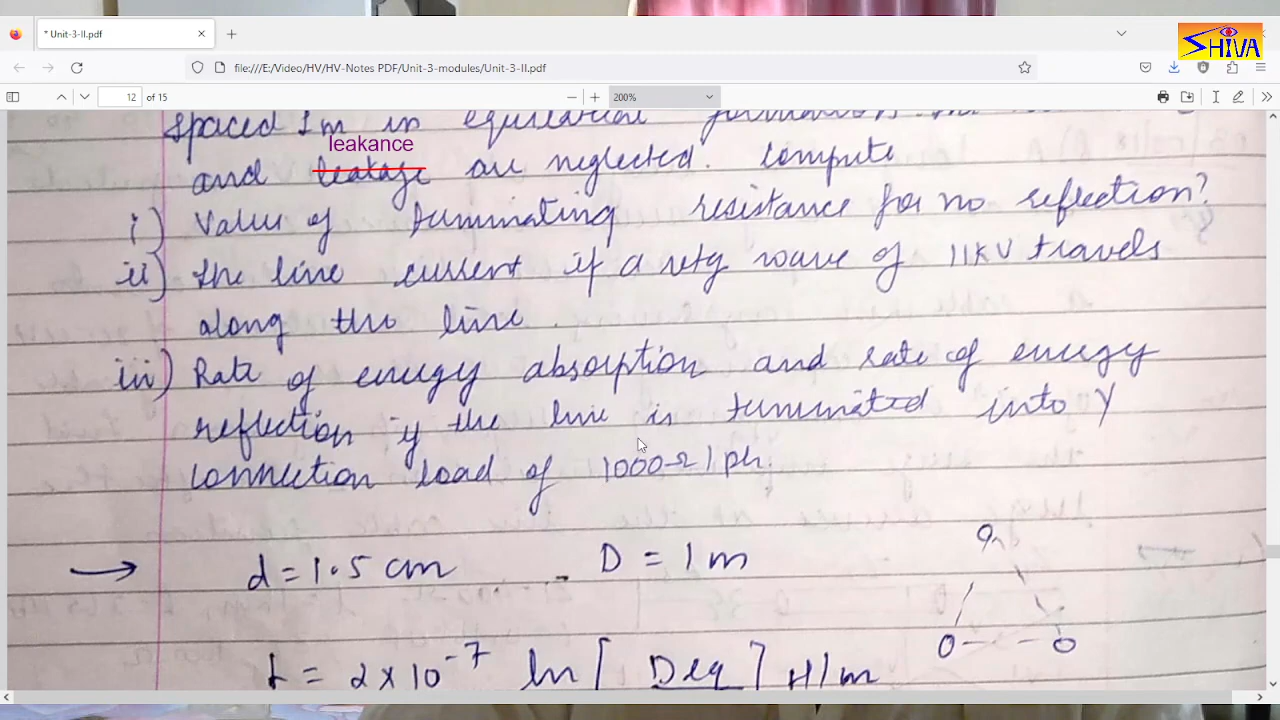 SHIVA
* Unit-3-II.pdf
file:///E:/Video/HV/HV-Notes PDF/Unit-3-modules/Unit-3-II.pdf
12 of 15
200%
spaced 1m in
leakance
and leakage are neglected. Compute
i) Value of terminating resistance for no reflection?
ii) the line current if a retg wave of 11KV travels
along the line.
iii) Rate of energy absorption and rate of energy
reflection if the line is terminated into Y
connection load of 1000Ω/ph.
→ d = 1.5 cm D = 1m
L = 2×10⁻⁷ ln [ Deq ] H/m